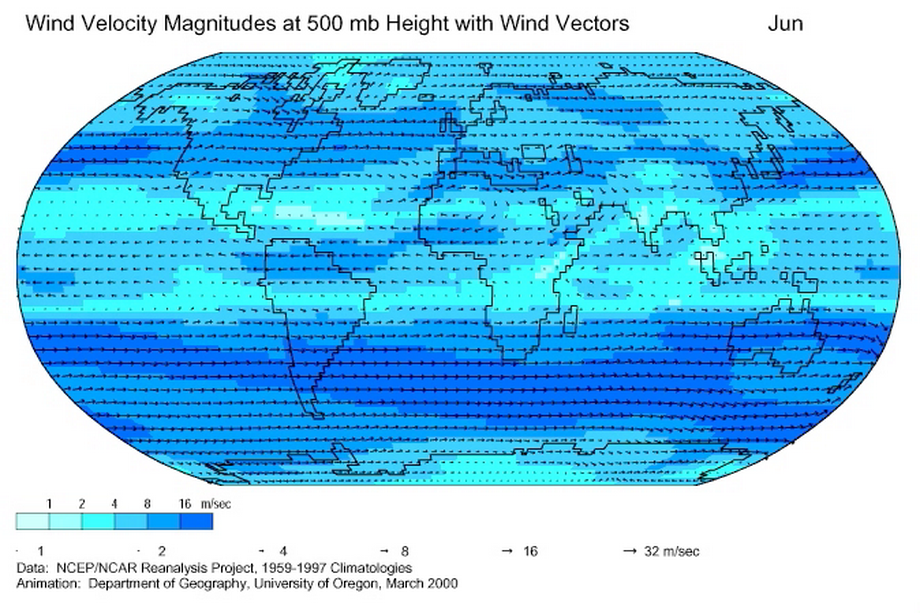 Wind Velocity Magnitudes at 500 mb Height with Wind Vectors Jun
1 2 4 8 16 m/sec
1 2 4 8 16 32 m/sec
Data: NCEP/NCAR Reanalysis Project, 1959-1997 Climatologies
Animation: Department of Geography, University of Oregon, March 2000